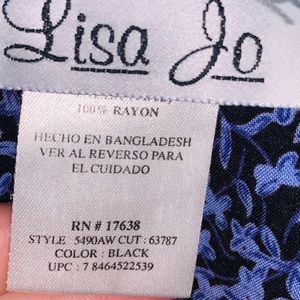 Lisa Jo
100% RAYON
HECHO EN BANGLADESH
VER AL REVERSO PARA
EL CUIDADO
RN # 17638
STYLE 5490AW CUT : 63787
COLOR : BLACK
UPC : 7 8464522539